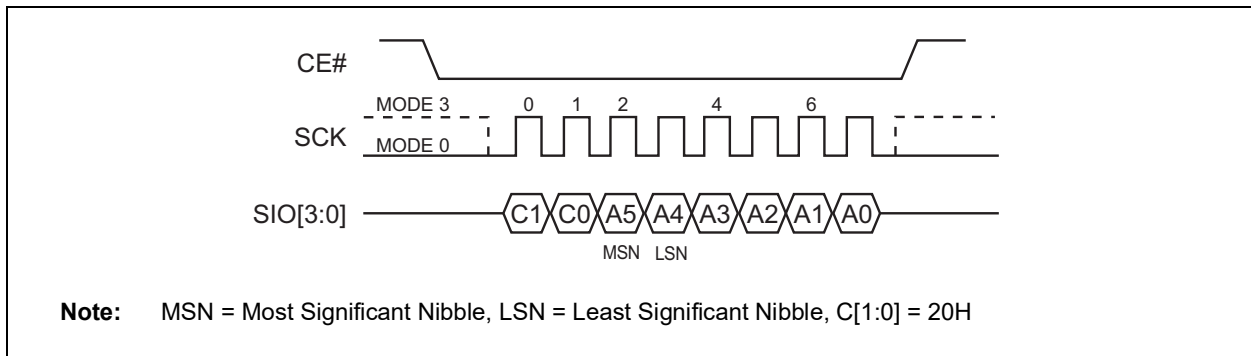 CE#
MODE 3 0 1 2 4 6
SCK
MODE 0
SIO[3:0] C1 C0 A5 A4 A3 A2 A1 A0
MSN LSN
Note: MSN = Most Significant Nibble, LSN = Least Significant Nibble, C[1:0] = 20H